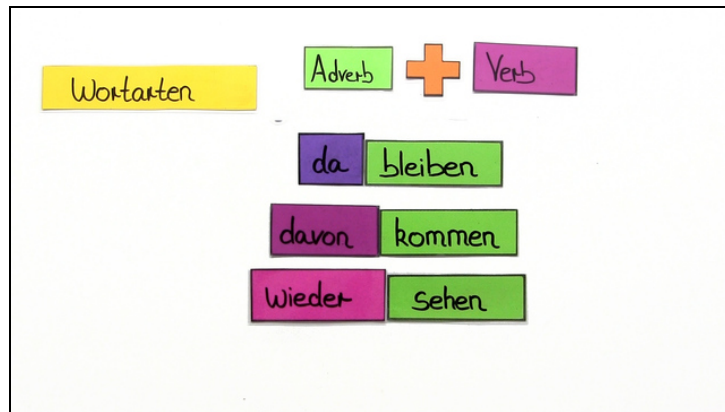 Wortarten
Adverb + Verb
da bleiben
davon kommen
wieder sehen